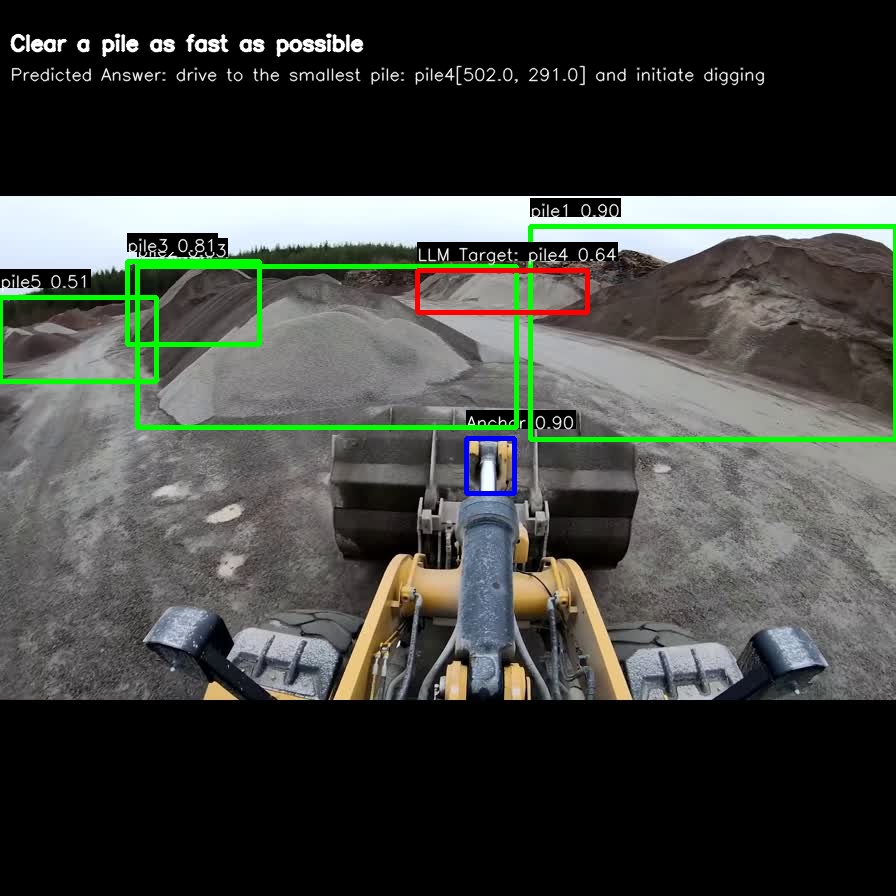 Clear a pile as fast as possible
Predicted Answer: drive to the smallest pile: pile4[502.0, 291.0] and initiate digging
pile1 0.90
pile3 0.81
LLM Target: pile4 0.64
pile5 0.51
Anchor 0.90